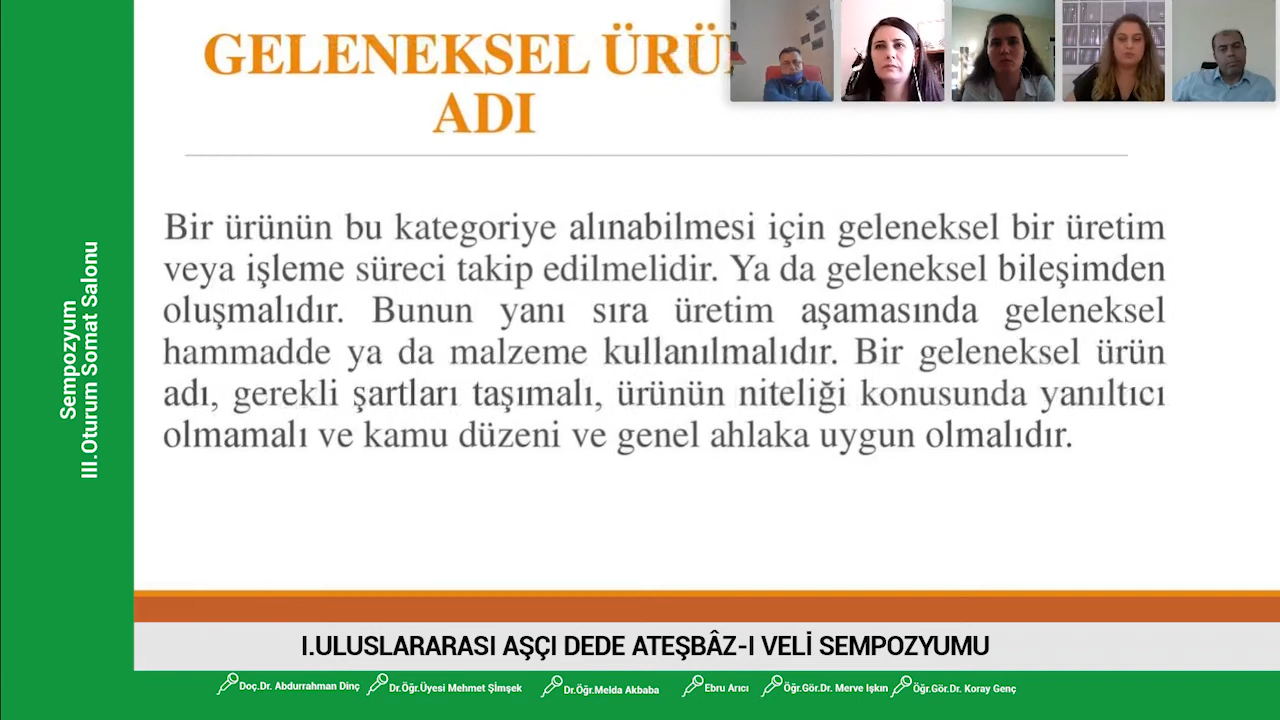 GELENEKSEL
ADI
Bir ürünün bu kategoriye alınabilmesi için geleneksel bir üretim
veya işleme süreci takip edilmelidir. Ya da geleneksel bileşimden
oluşmalıdır. Bunun yanı sıra üretim aşamasında geleneksel
hammadde ya da malzeme kullanılmalıdır. Bir geleneksel ürün
adı, gerekli şartları taşımalı, ürünün niteliği konusunda yanıltıcı
olmamalı ve kamu düzeni ve genel ahlaka uygun olmalıdır.
Sempozyum
III.Oturum Somat Salonu
I.ULUSLARARASI AŞÇI DEDE ATEŞBÂZ-I VELİ SEMPOZYUMU
Doç.Dr. Abdurrahman Dinç Dr.Öğr.Üyesi Mehmet Şİmşek Dr.Öğr.Melda Akbaba Ebru Arıcı Öğr.Gör.Dr. Merve Işkın Öğr.Gör.Dr. Koray Genç